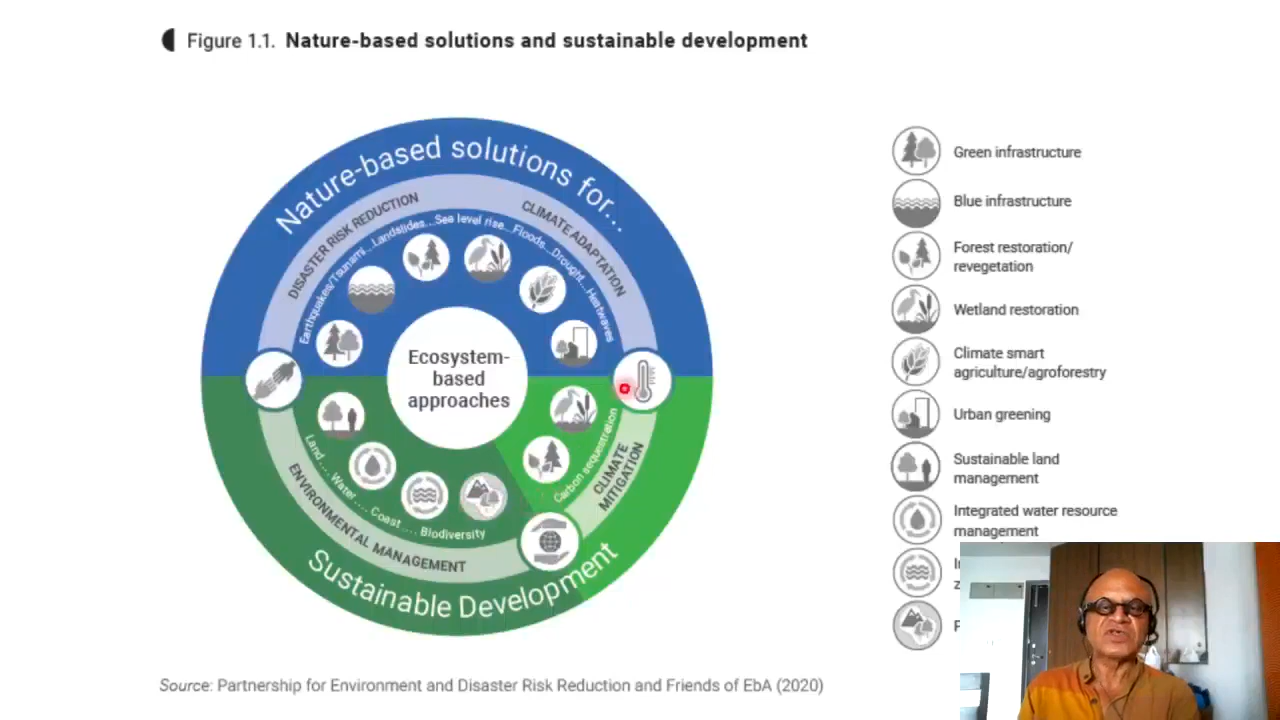 Figure 1.1. Nature-based solutions and sustainable development
Nature-based solutions for...
DISASTER RISK REDUCTION
CLIMATE ADAPTATION
Earthquakes/Tsunami...Landslides...Sea level rise...Floods...Drought...Heatwaves
Ecosystem-
based
approaches
Land .... Water .... Coast .... Biodiversity
Carbon sequestration
ENVIRONMENTAL MANAGEMENT
CLIMATE
MITIGATION
Sustainable Development
Green infrastructure
Blue infrastructure
Forest restoration/
revegetation
Wetland restoration
Climate smart
agriculture/agroforestry
Urban greening
Sustainable land
management
Integrated water resource
management
Source: Partnership for Environment and Disaster Risk Reduction and Friends of EbA (2020)